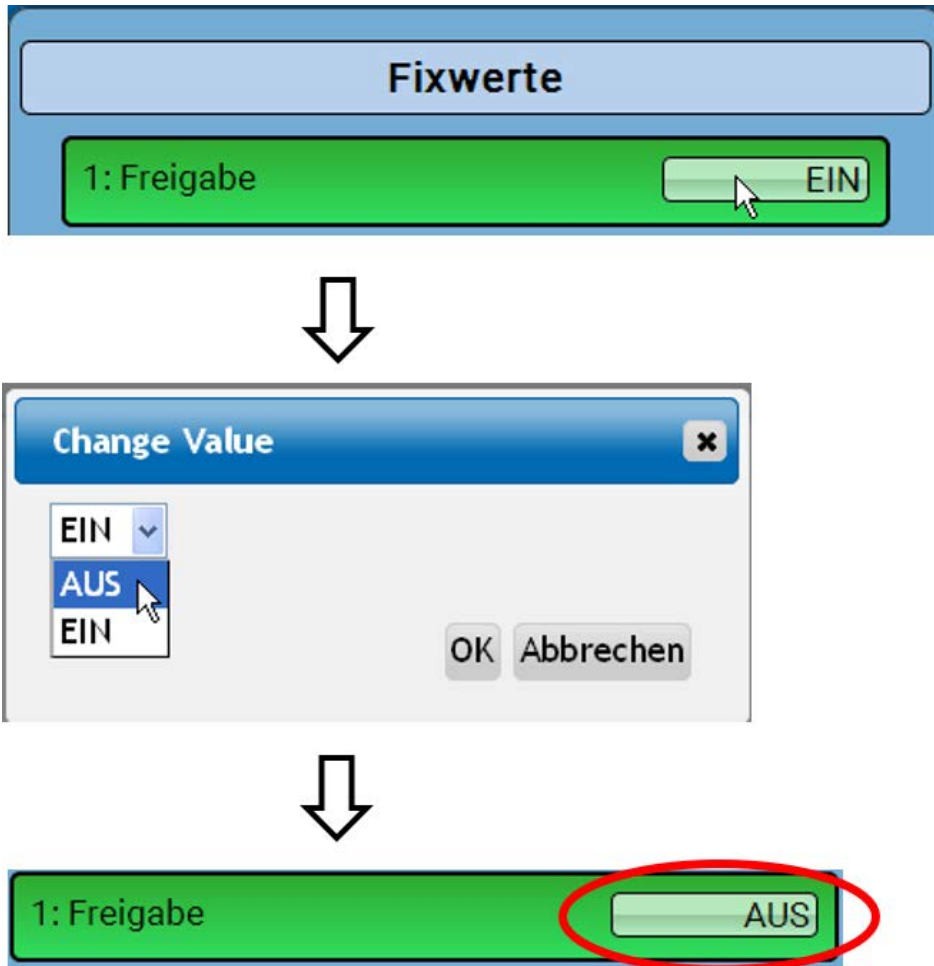 Fixwerte
1: Freigabe EIN
Change Value
EIN
AUS
EIN
OK Abbrechen
1: Freigabe AUS